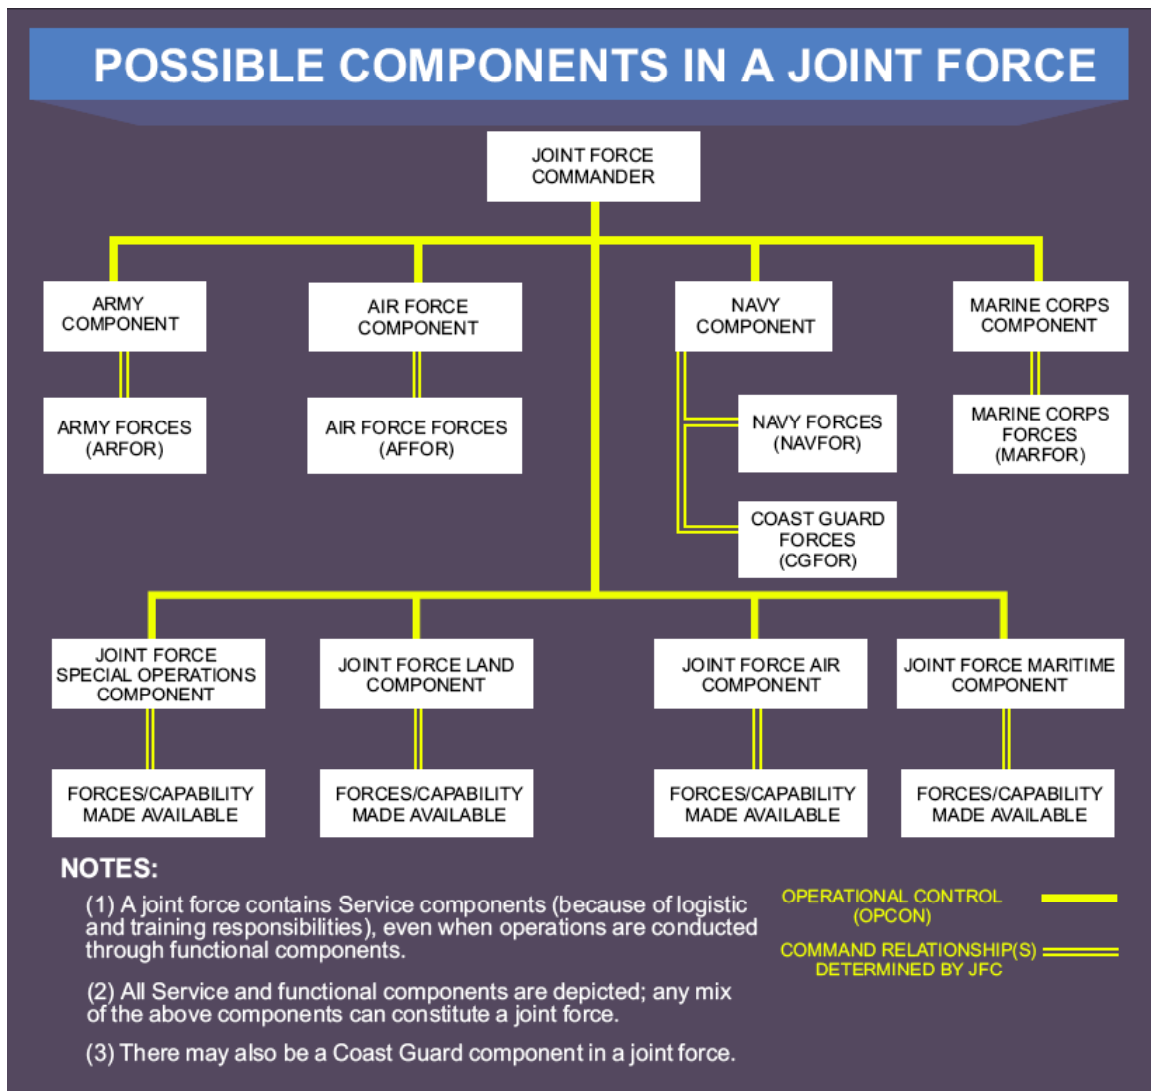 POSSIBLE COMPONENTS IN A JOINT FORCE
JOINT FORCE
COMMANDER
ARMY
COMPONENT
AIR FORCE
COMPONENT
NAVY
COMPONENT
MARINE CORPS
COMPONENT
ARMY FORCES
(ARFOR)
AIR FORCE FORCES
(AFFOR)
NAVY FORCES
(NAVFOR)
MARINE CORPS
FORCES
(MARFOR)
COAST GUARD
FORCES
(CGFOR)
JOINT FORCE
SPECIAL OPERATIONS
COMPONENT
JOINT FORCE LAND
COMPONENT
JOINT FORCE AIR
COMPONENT
JOINT FORCE MARITIME
COMPONENT
FORCES/CAPABILITY
MADE AVAILABLE
FORCES/CAPABILITY
MADE AVAILABLE
FORCES/CAPABILITY
MADE AVAILABLE
FORCES/CAPABILITY
MADE AVAILABLE
NOTES:
(1) A joint force contains Service components (because of logistic
and training responsibilities), even when operations are conducted
through functional components.
(2) All Service and functional components are depicted; any mix
of the above components can constitute a joint force.
(3) There may also be a Coast Guard component in a joint force.
OPERATIONAL CONTROL
(OPCON)
COMMAND RELATIONSHIP(S)
DETERMINED BY JFC